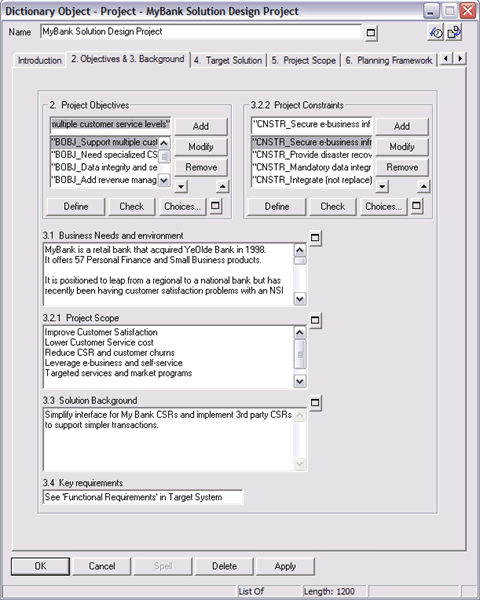 Dictionary Object - Project - MyBank Solution Design Project
Name MyBank Solution Design Project
Introduction 2. Objectives & 3. Background 4. Target Solution 5. Project Scope 6. Planning Framework
2. Project Objectives
ultiple customer service levels"
Add
"BOBJ_Support multiple cust
"BOBJ_Need specialized CS
"BOBJ_Data integrity and se
"BOBJ_Add revenue manag
Modify
Remove
Define Check Choices...
3.2.2 Project Constraints
"CNSTR_Secure e-business inf
Add
"CNSTR_Secure e-business infr
"CNSTR_Provide disaster recov
"CNSTR_Mandatory data integr
"CNSTR_Integrate (not replace)
Modify
Remove
Define Check Choices...
3.1 Business Needs and environment
MyBank is a retail bank that acquired YeOlde Bank in 1998.
It offers 57 Personal Finance and Small Business products.
It is positioned to leap from a regional to a national bank but has
recently been having customer satisfaction problems with an NSI
3.2.1 Project Scope
Improve Customer Satisfaction
Lower Customer Service cost
Reduce CSR and customer churns
Leverage e-business and self-service
Targeted services and market programs
3.3 Solution Background
Simplify interface for My Bank CSRs and implement 3rd party CSRs
to support simpler transactions.
3.4 Key requirements
See 'Functional Requirements' in Target System
OK Cancel Spell Delete Apply
List Of Length: 1200